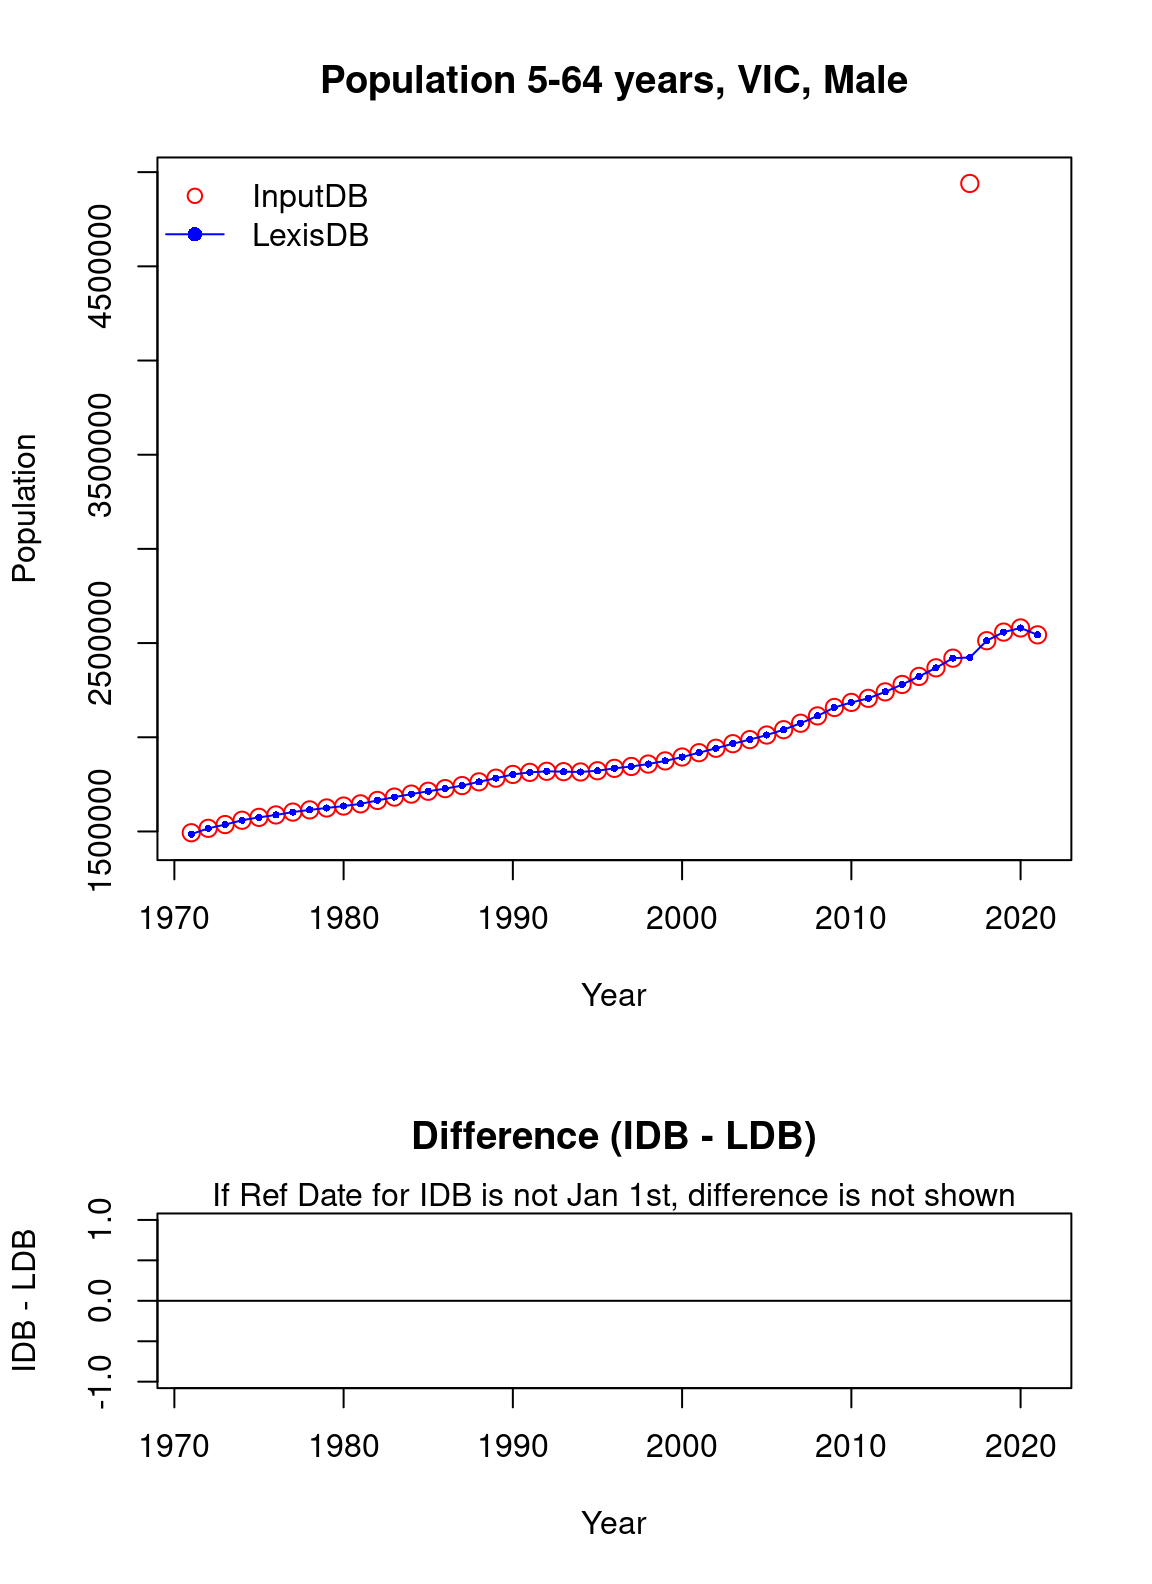 Population 5-64 years, VIC, Male
InputDB
LexisDB
Population
4500000
3500000
2500000
1500000
1970 1980 1990 2000 2010 2020
Year
Difference (IDB - LDB)
If Ref Date for IDB is not Jan 1st, difference is not shown
IDB - LDB
1.0
0.0
-1.0
1970 1980 1990 2000 2010 2020
Year